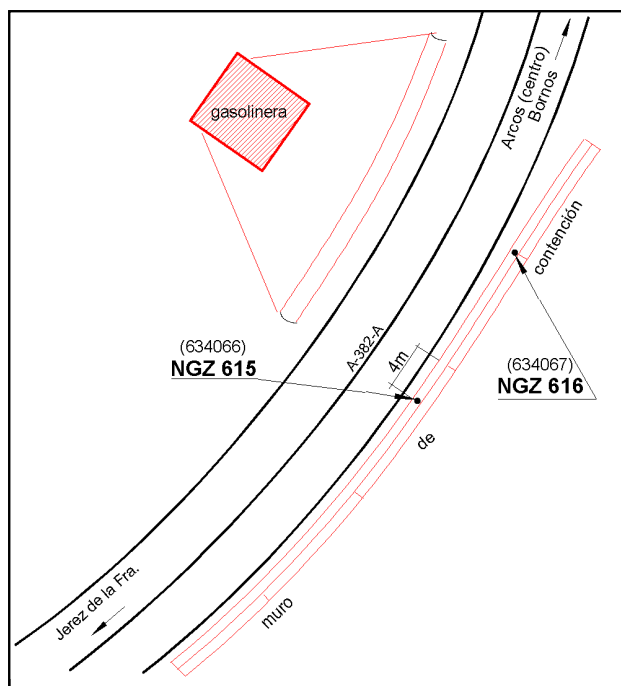 gasolinera
Arcos (centro)
Bornos
contención
A-382-A
4m
(634066)
NGZ 615
(634067)
NGZ 616
de
Jerez de la Fra.
muro